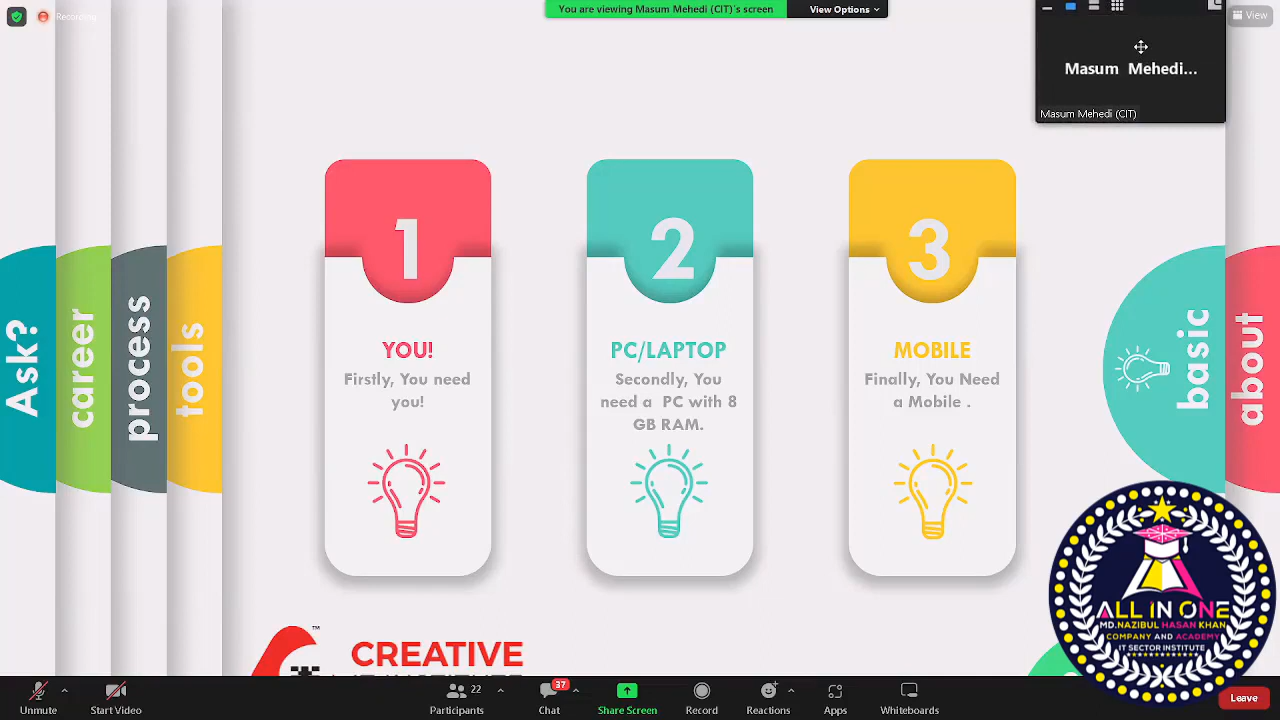 Recording
You are viewing Masum Mehedi (CIT)'s screen
View Options
View
Masum Mehedi...
Masum Mehedi (CIT)
1
2
3
YOU!
Firstly, You need
you!
PC/LAPTOP
Secondly, You
need a PC with 8
GB RAM.
MOBILE
Finally, You Need
a Mobile .
Ask?
career
process
tools
basic
about
CREATIVE
TM
ALL IN ONE
MD.NAZIBUL HASAN KHAN
COMPANY AND ACADEMY
IT SECTOR INSTITUTE
Unmute
Start Video
22
Participants
37
Chat
Share Screen
Record
Reactions
Apps
Whiteboards
Leave